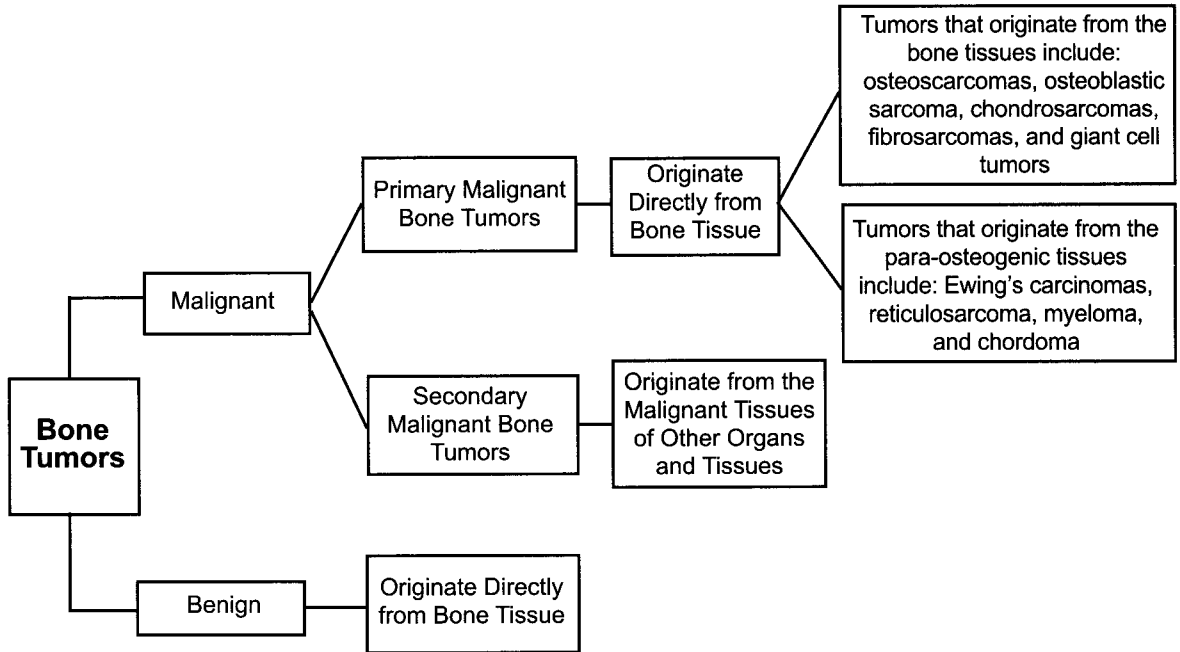 Bone
Tumors
Malignant
Primary Malignant
Bone Tumors
Originate
Directly from
Bone Tissue
Tumors that originate from the
bone tissues include:
osteoscarcomas, osteoblastic
sarcoma, chondrosarcomas,
fibrosarcomas, and giant cell
tumors
Tumors that originate from the
para-osteogenic tissues
include: Ewing's carcinomas,
reticulosarcoma, myeloma,
and chordoma
Secondary
Malignant Bone
Tumors
Originate from the
Malignant Tissues
of Other Organs
and Tissues
Benign
Originate Directly
from Bone Tissue